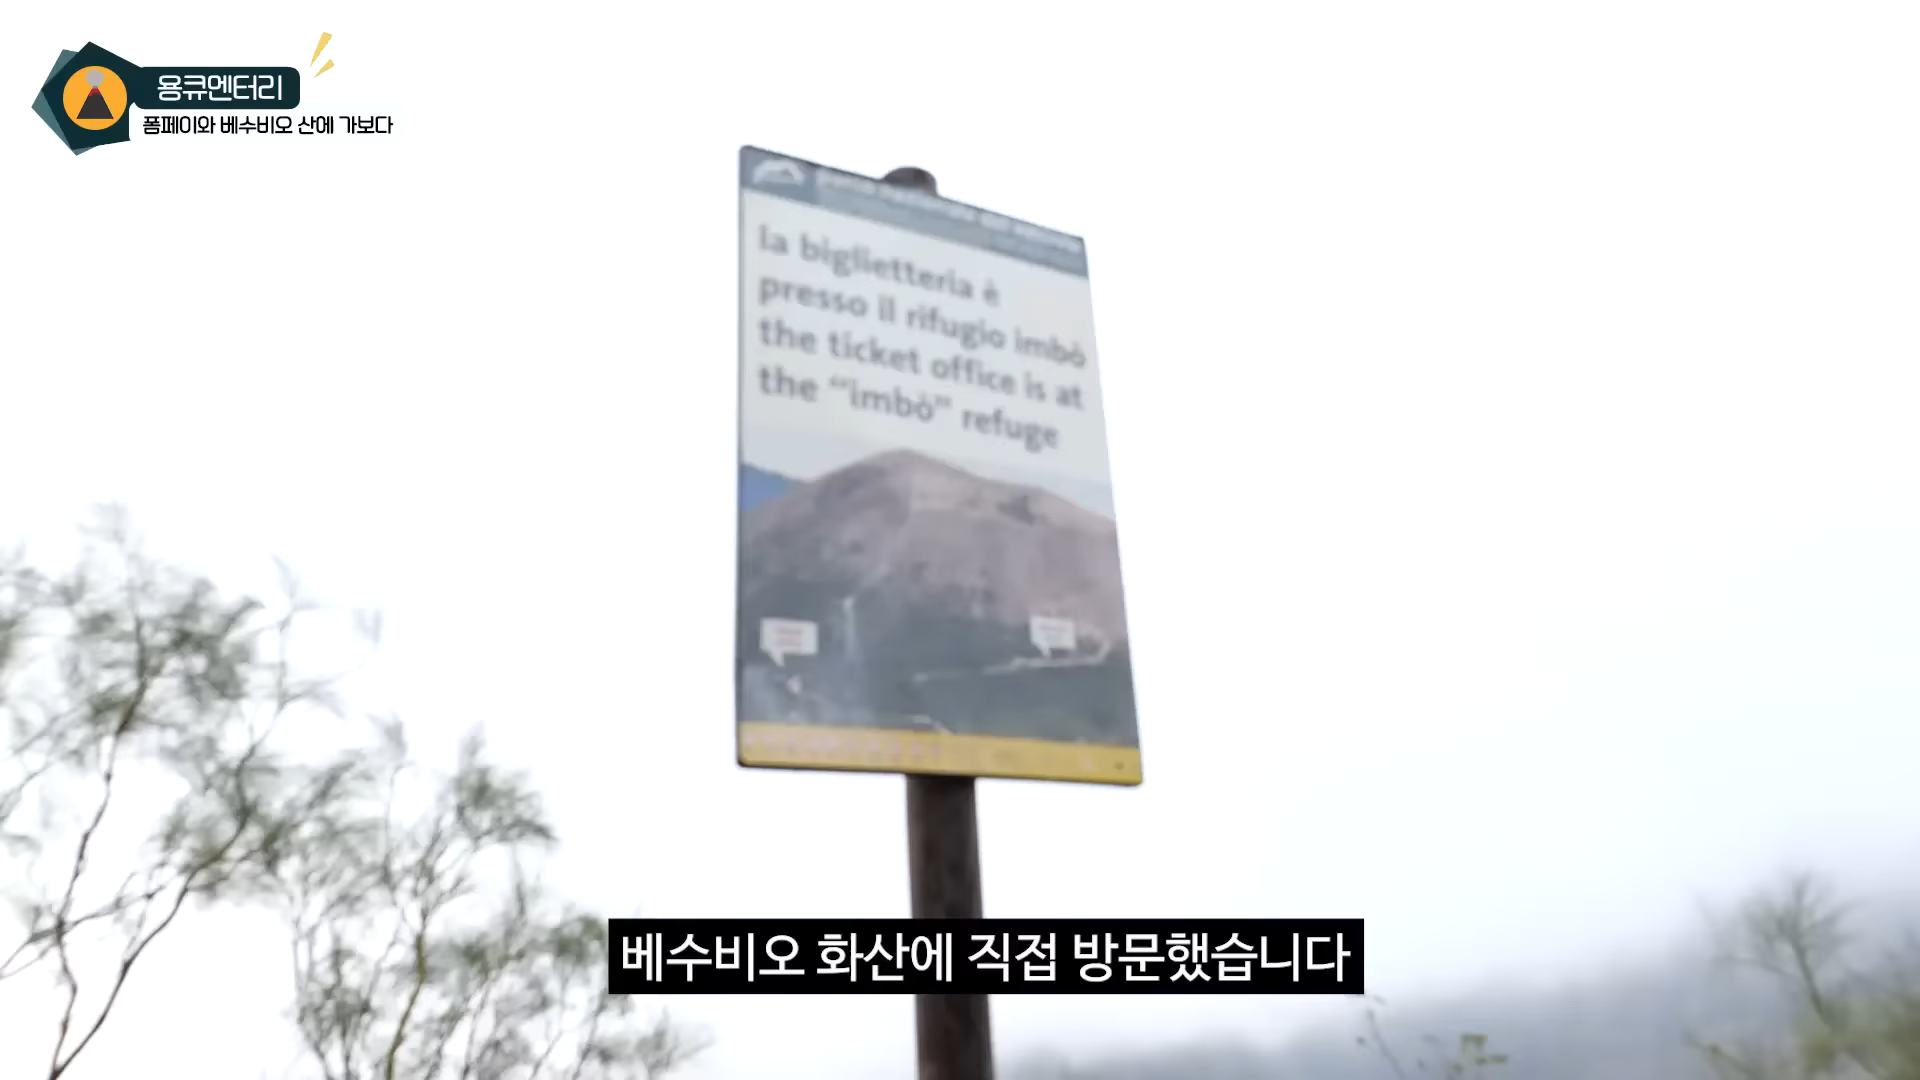 용큐멘터리
폼페이와 베수비오 산에 가보다
la biglietteria è
presso il rifugio imbò
the ticket office is at
the “imbò” refuge
베수비오 화산에 직접 방문했습니다